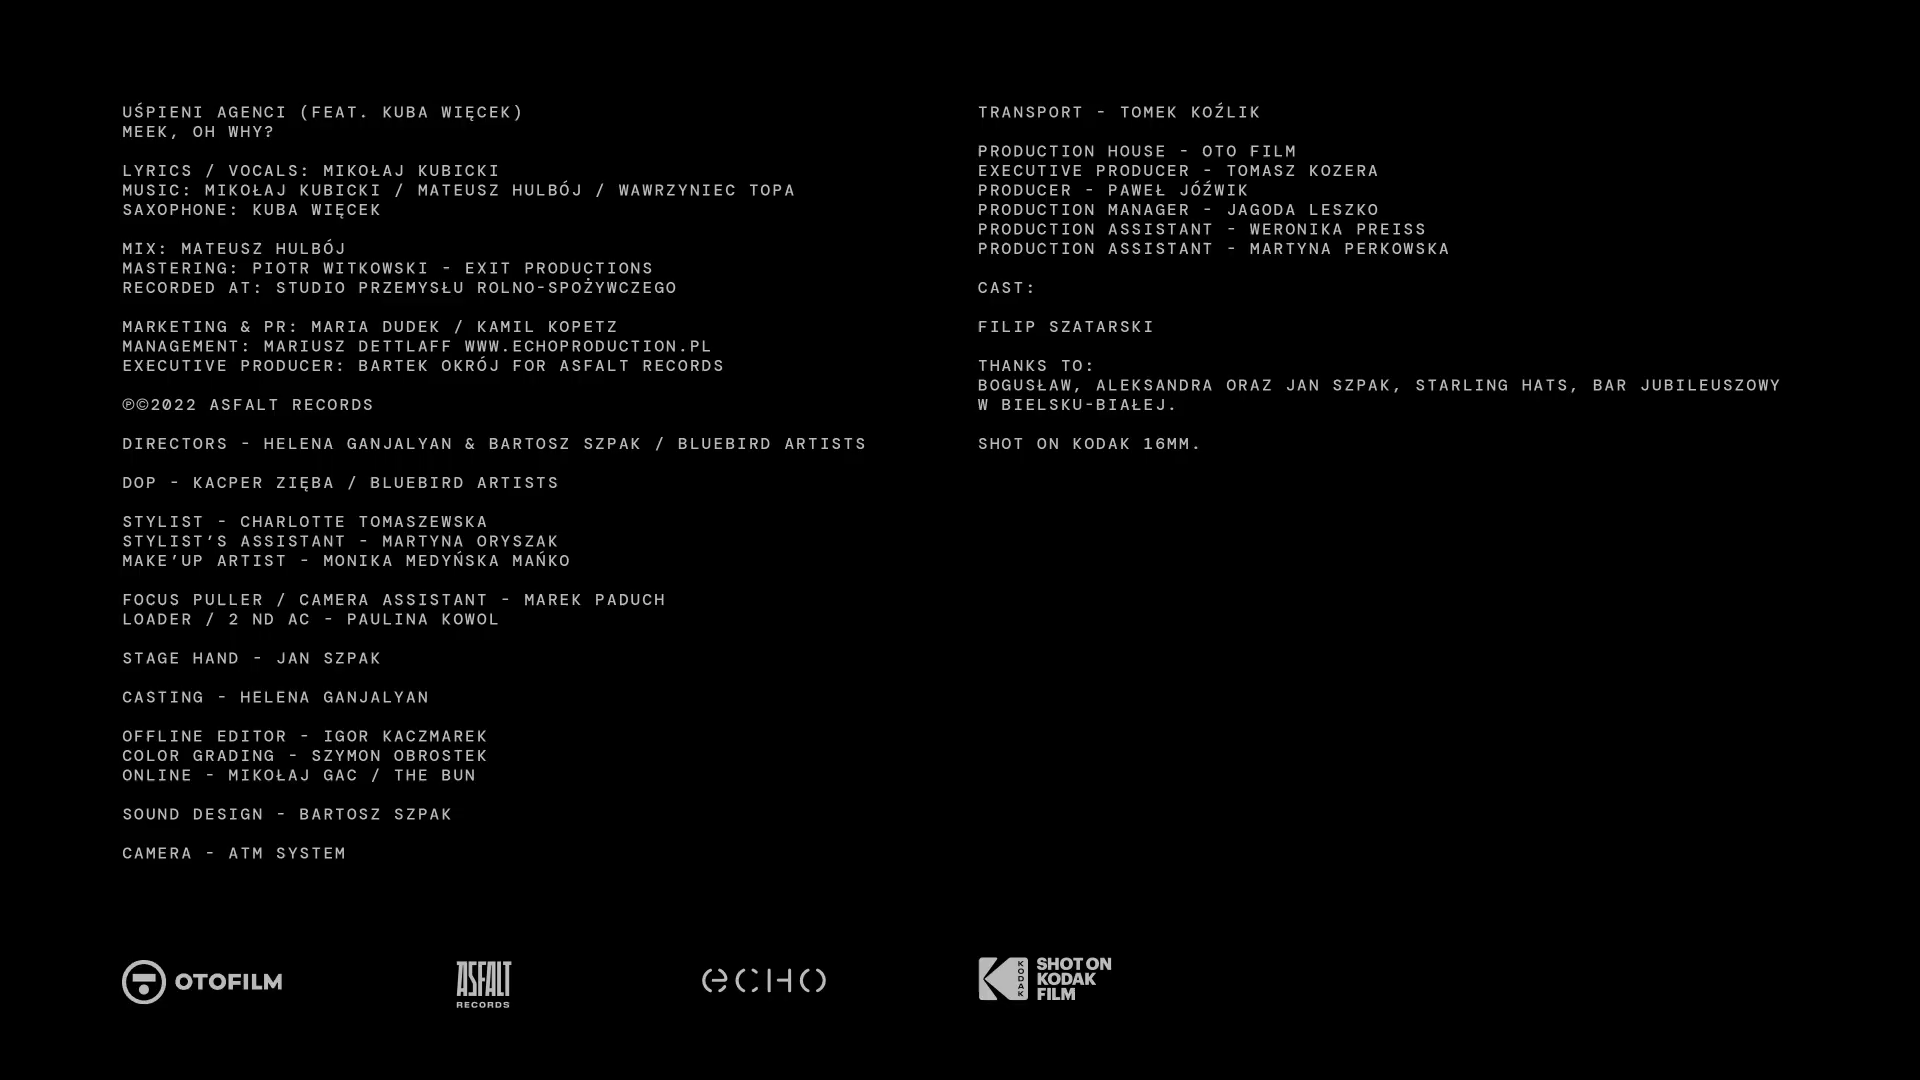 UŚPIENI AGENCI (FEAT. KUBA WIĘCEK)
MEEK, OH WHY?
LYRICS / VOCALS: MIKOŁAJ KUBICKI
MUSIC: MIKOŁAJ KUBICKI / MATEUSZ HULBÓJ / WAWRZYNIEC TOPA
SAXOPHONE: KUBA WIĘCEK
MIX: MATEUSZ HULBÓJ
MASTERING: PIOTR WITKOWSKI - EXIT PRODUCTIONS
RECORDED AT: STUDIO PRZEMYSŁU ROLNO-SPOŻYWCZEGO
MARKETING & PR: MARIA DUDEK / KAMIL KOPETZ
MANAGEMENT: MARIUSZ DETTLAFF WWW.ECHOPRODUCTION.PL
EXECUTIVE PRODUCER: BARTEK OKRÓJ FOR ASFALT RECORDS
℗©2022 ASFALT RECORDS
DIRECTORS - HELENA GANJALYAN & BARTOSZ SZPAK / BLUEBIRD ARTISTS
DOP - KACPER ZIĘBA / BLUEBIRD ARTISTS
STYLIST - CHARLOTTE TOMASZEWSKA
STYLIST’S ASSISTANT - MARTYNA ORYSZAK
MAKE’UP ARTIST - MONIKA MEDYŃSKA MAŃKO
FOCUS PULLER / CAMERA ASSISTANT - MAREK PADUCH
LOADER / 2 ND AC - PAULINA KOWOL
STAGE HAND - JAN SZPAK
CASTING - HELENA GANJALYAN
OFFLINE EDITOR - IGOR KACZMAREK
COLOR GRADING - SZYMON OBROSTEK
ONLINE - MIKOŁAJ GAC / THE BUN
SOUND DESIGN - BARTOSZ SZPAK
CAMERA - ATM SYSTEM
TRANSPORT - TOMEK KOŹLIK
PRODUCTION HOUSE - OTO FILM
EXECUTIVE PRODUCER - TOMASZ KOZERA
PRODUCER - PAWEŁ JÓŹWIK
PRODUCTION MANAGER - JAGODA LESZKO
PRODUCTION ASSISTANT - WERONIKA PREISS
PRODUCTION ASSISTANT - MARTYNA PERKOWSKA
CAST:
FILIP SZATARSKI
THANKS TO:
BOGUSŁAW, ALEKSANDRA ORAZ JAN SZPAK, STARLING HATS, BAR JUBILEUSZOWY
W BIELSKU-BIAŁEJ.
SHOT ON KODAK 16MM.
OTOFILM
ASFALT
RECORDS
eCHO
KODAK
SHOT ON
KODAK
FILM